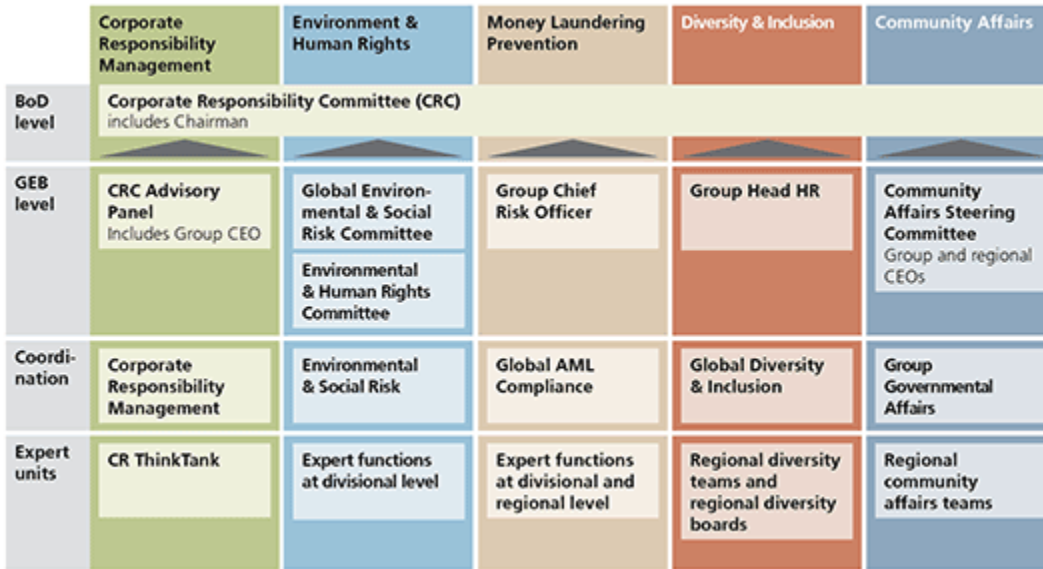 Corporate
Responsibility
Management
Environment &
Human Rights
Money Laundering
Prevention
Diversity & Inclusion
Community Affairs
BoD
level
Corporate Responsibility Committee (CRC)
includes Chairman
GEB
level
CRC Advisory
Panel
Includes Group CEO
Global Environ-
mental & Social
Risk Committee
Environmental
& Human Rights
Committee
Group Chief
Risk Officer
Group Head HR
Community
Affairs Steering
Committee
Group and regional
CEOs
Coordi-
nation
Corporate
Responsibility
Management
Environmental
& Social Risk
Global AML
Compliance
Global Diversity
& Inclusion
Group
Governmental
Affairs
Expert
units
CR ThinkTank
Expert functions
at divisional level
Expert functions
at divisional and
regional level
Regional diversity
teams and
regional diversity
boards
Regional
community
affairs teams